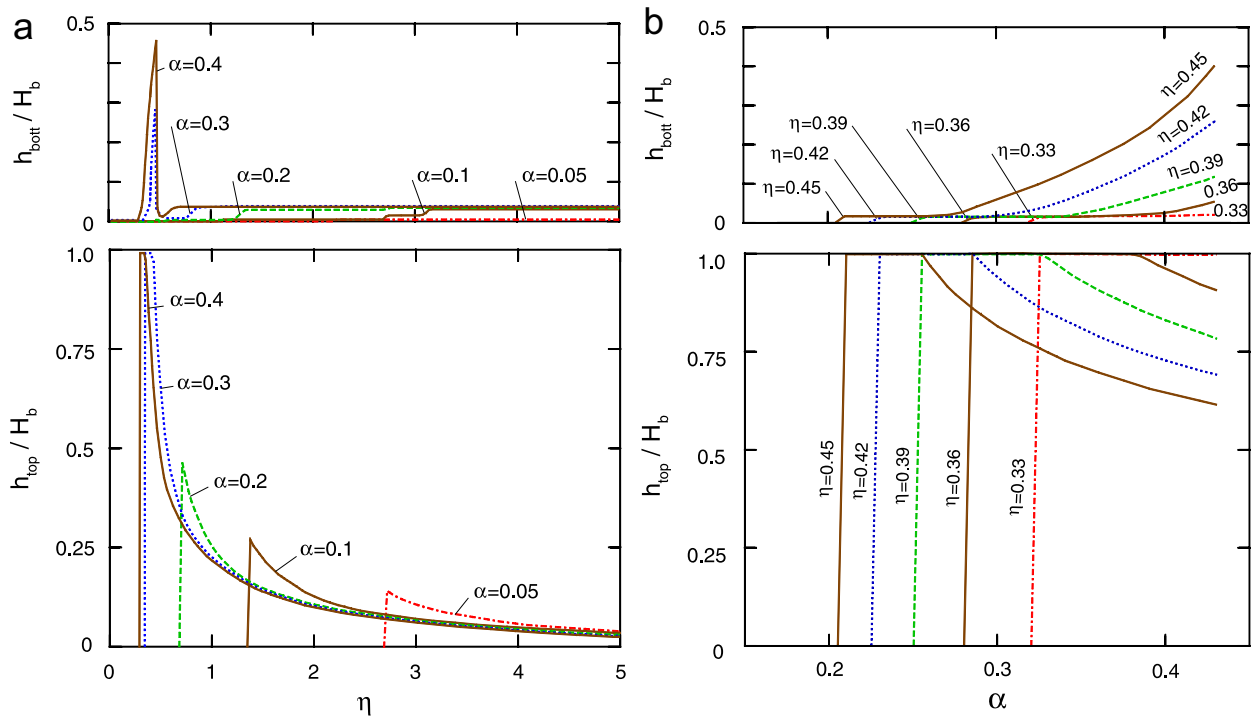 a
0.5
h_bott / H_b
0
α=0.4
α=0.3
α=0.2
α=0.1
α=0.05
1.0
0.75
0.5
0.25
0
h_top / H_b
α=0.4
α=0.3
α=0.2
α=0.1
α=0.05
0 1 2 3 4 5
η
b
0.5
h_bott / H_b
0
η=0.45
η=0.42
η=0.39
η=0.36
η=0.33
η=0.45
η=0.42
η=0.39
0.36
0.33
1.0
0.75
0.5
0.25
0
h_top / H_b
η=0.45
η=0.42
η=0.39
η=0.36
η=0.33
0.2 0.3 0.4
α